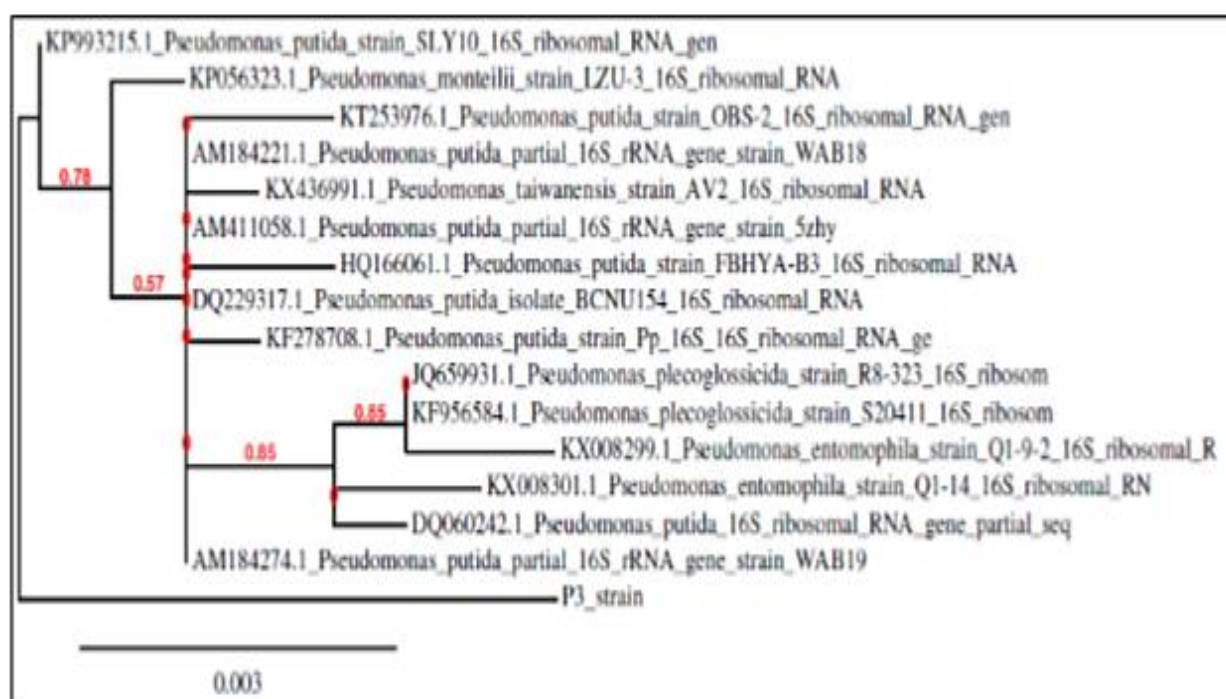 KP993215.1_Pseudomonas_putida_strain_SLY10_16S_ribosomal_RNA_gen
KP056323.1_Pseudomonas_monteilii_strain_LZU-3_16S_ribosomal_RNA
KT253976.1_Pseudomonas_putida_strain_OBS-2_16S_ribosomal_RNA_gen
AM184221.1_Pseudomonas_putida_partial_16S_rRNA_gene_strain_WAB18
0.78
KX436991.1_Pseudomonas_taiwanensis_strain_AV2_16S_ribosomal_RNA
AM411058.1_Pseudomonas_putida_partial_16S_rRNA_gene_strain_5zhy
HQ166061.1_Pseudomonas_putida_strain_FBHYA-B3_16S_ribosomal_RNA
0.57
DQ229317.1_Pseudomonas_putida_isolate_BCNU154_16S_ribosomal_RNA
KF278708.1_Pseudomonas_putida_strain_Pp_16S_16S_ribosomal_RNA_ge
JQ659931.1_Pseudomonas_plecoglossicida_strain_R8-323_16S_ribosom
0.85
KF956584.1_Pseudomonas_plecoglossicida_strain_S20411_16S_ribosom
0.85
KX008299.1_Pseudomonas_entomophila_strain_Q1-9-2_16S_ribosomal_R
KX008301.1_Pseudomonas_entomophila_strain_Q1-14_16S_ribosomal_RN
DQ060242.1_Pseudomonas_putida_16S_ribosomal_RNA_gene_partial_seq
AM184274.1_Pseudomonas_putida_partial_16S_rRNA_gene_strain_WAB19
P3_strain
0.003